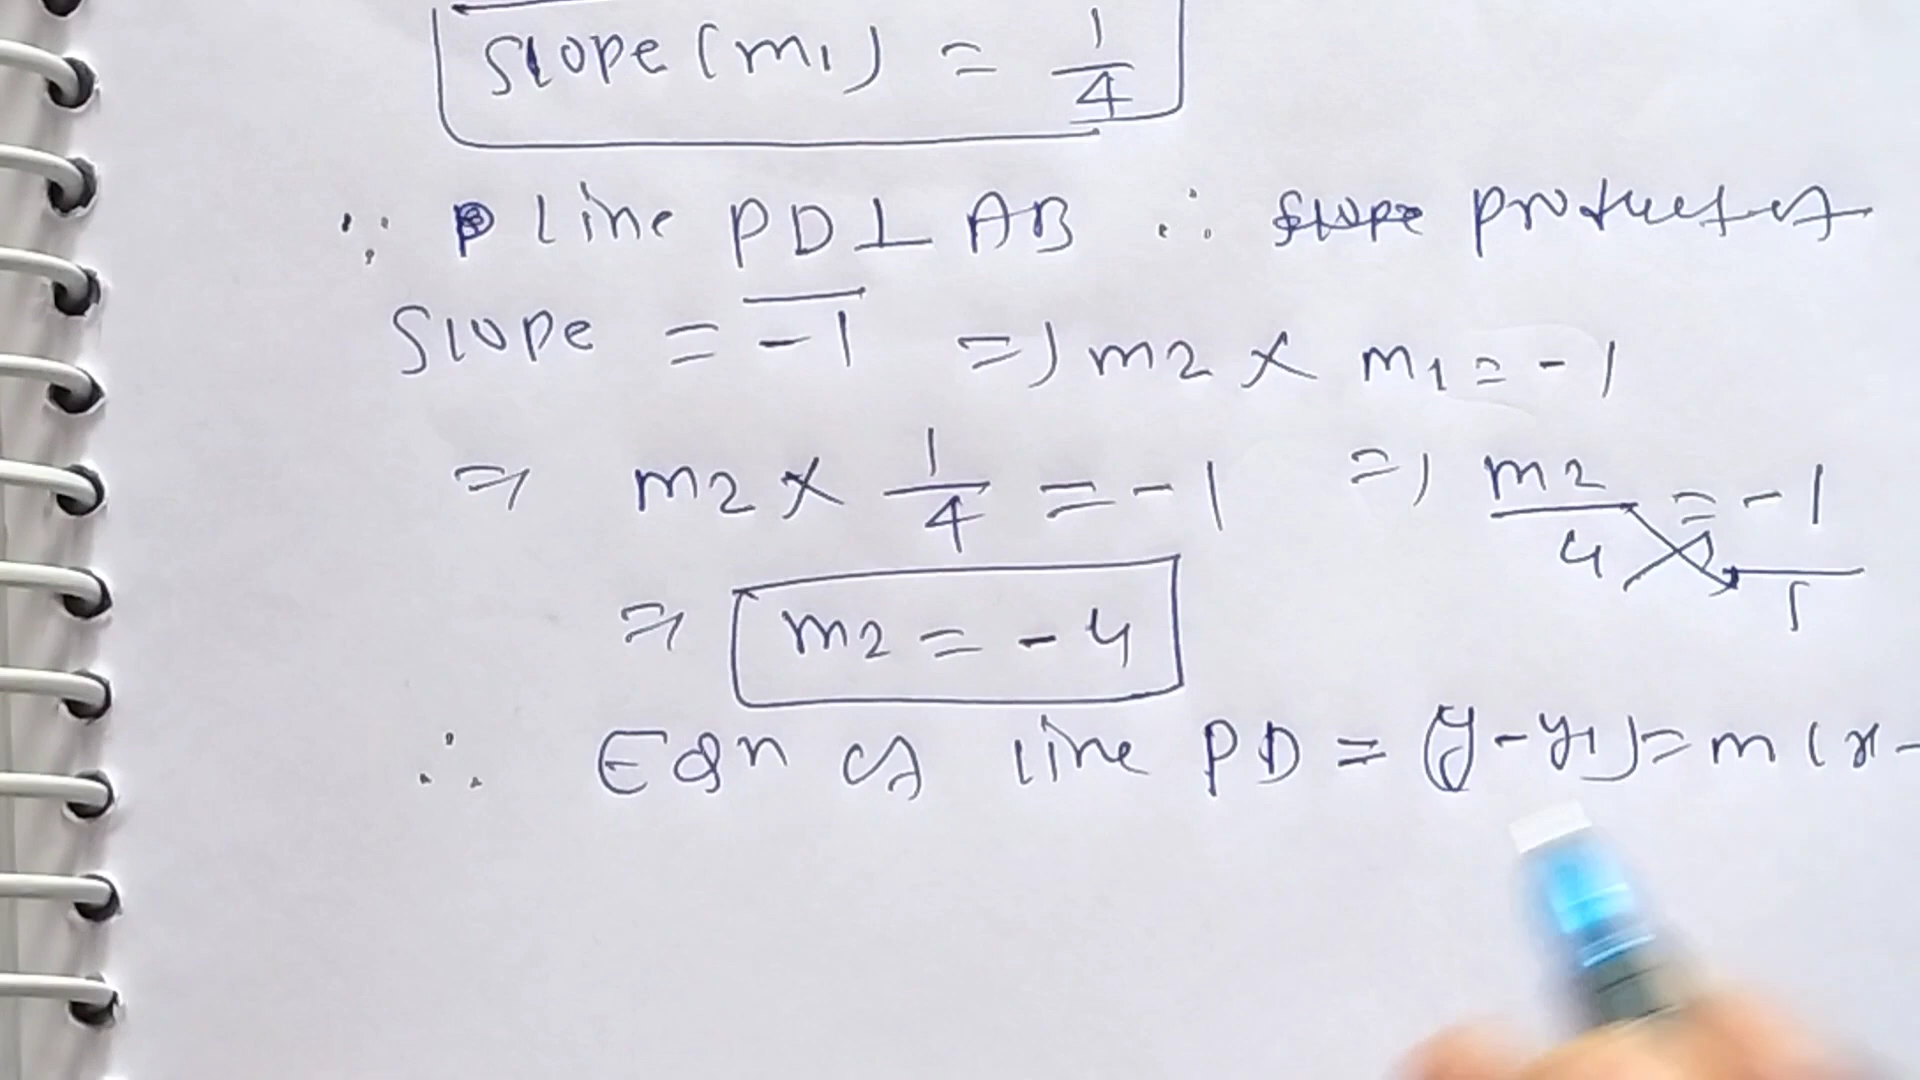 Slope (m1) = 1/4
∵ Line PD ⊥ AB ∴ slope product of
Slope = -1 => m2 × m1 = -1
=> m2 × 1/4 = -1 => m2/4 = -1/1
=> m2 = -4
∴ Eqn of line PD = (y-y1) = m(x-